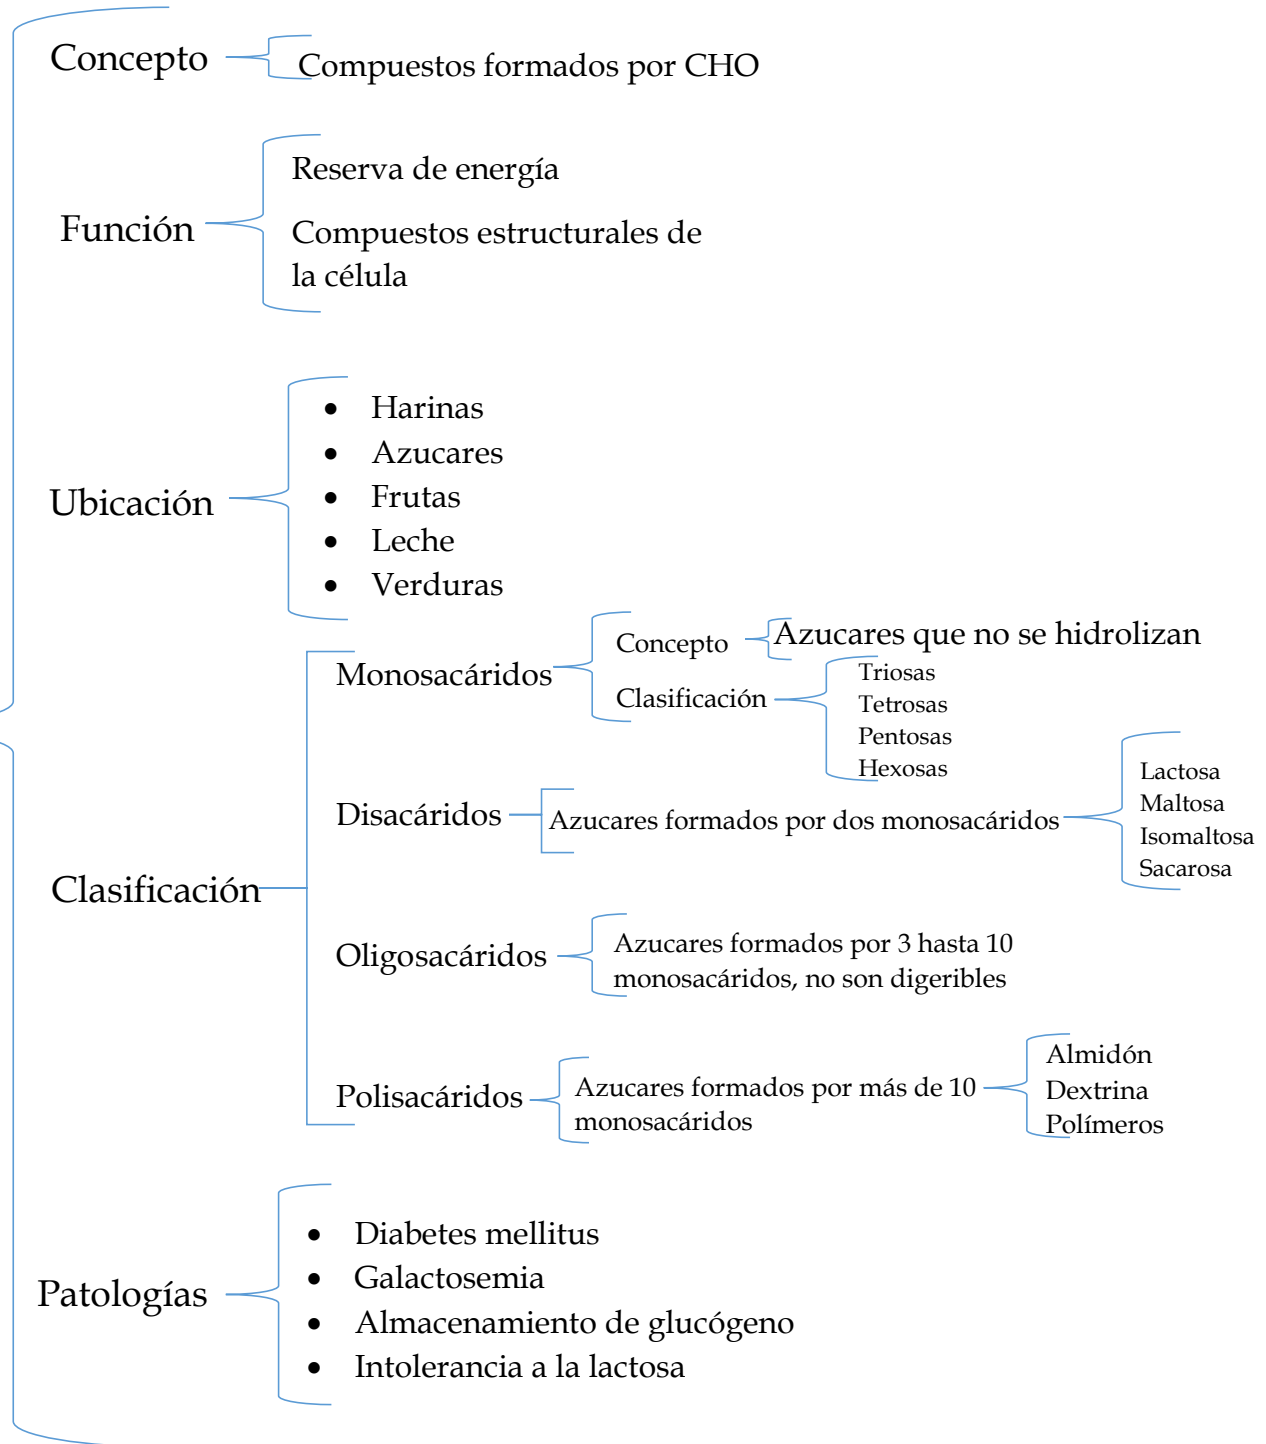 Concepto
Compuestos formados por CHO
Función
Reserva de energía
Compuestos estructurales de
la célula
Ubicación
• Harinas
• Azucares
• Frutas
• Leche
• Verduras
Clasificación
Monosacáridos
Concepto
Azucares que no se hidrolizan
Clasificación
Triosas
Tetrosas
Pentosas
Hexosas
Disacáridos
Azucares formados por dos monosacáridos
Lactosa
Maltosa
Isomaltosa
Sacarosa
Oligosacáridos
Azucares formados por 3 hasta 10
monosacáridos, no son digeribles
Polisacáridos
Azucares formados por más de 10
monosacáridos
Almidón
Dextrina
Polímeros
Patologías
• Diabetes mellitus
• Galactosemia
• Almacenamiento de glucógeno
• Intolerancia a la lactosa